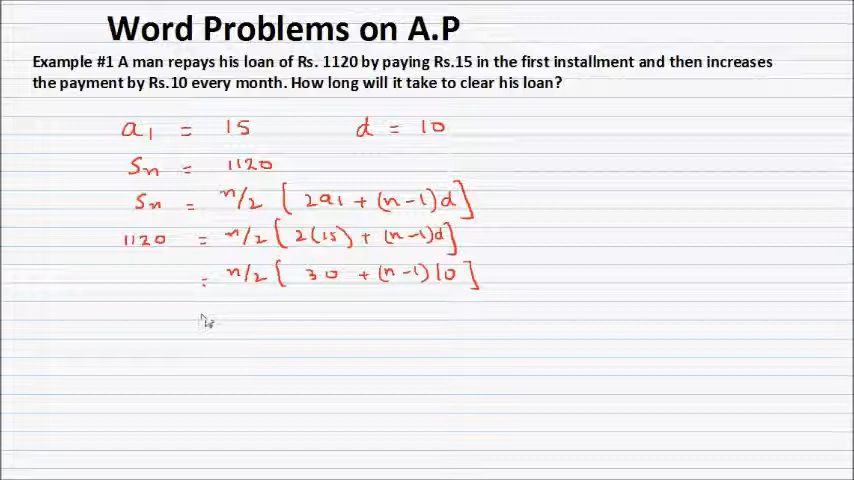 Word Problems on A.P
Example #1 A man repays his loan of Rs. 1120 by paying Rs.15 in the first installment and then increases
the payment by Rs.10 every month. How long will it take to clear his loan?
a1 = 15 d = 10
Sn = 1120
Sn = n/2 [ 2a1 + (n-1)d]
1120 = n/2 [ 2(15) + (n-1)d]
= n/2 [ 30 + (n-1)10 ]